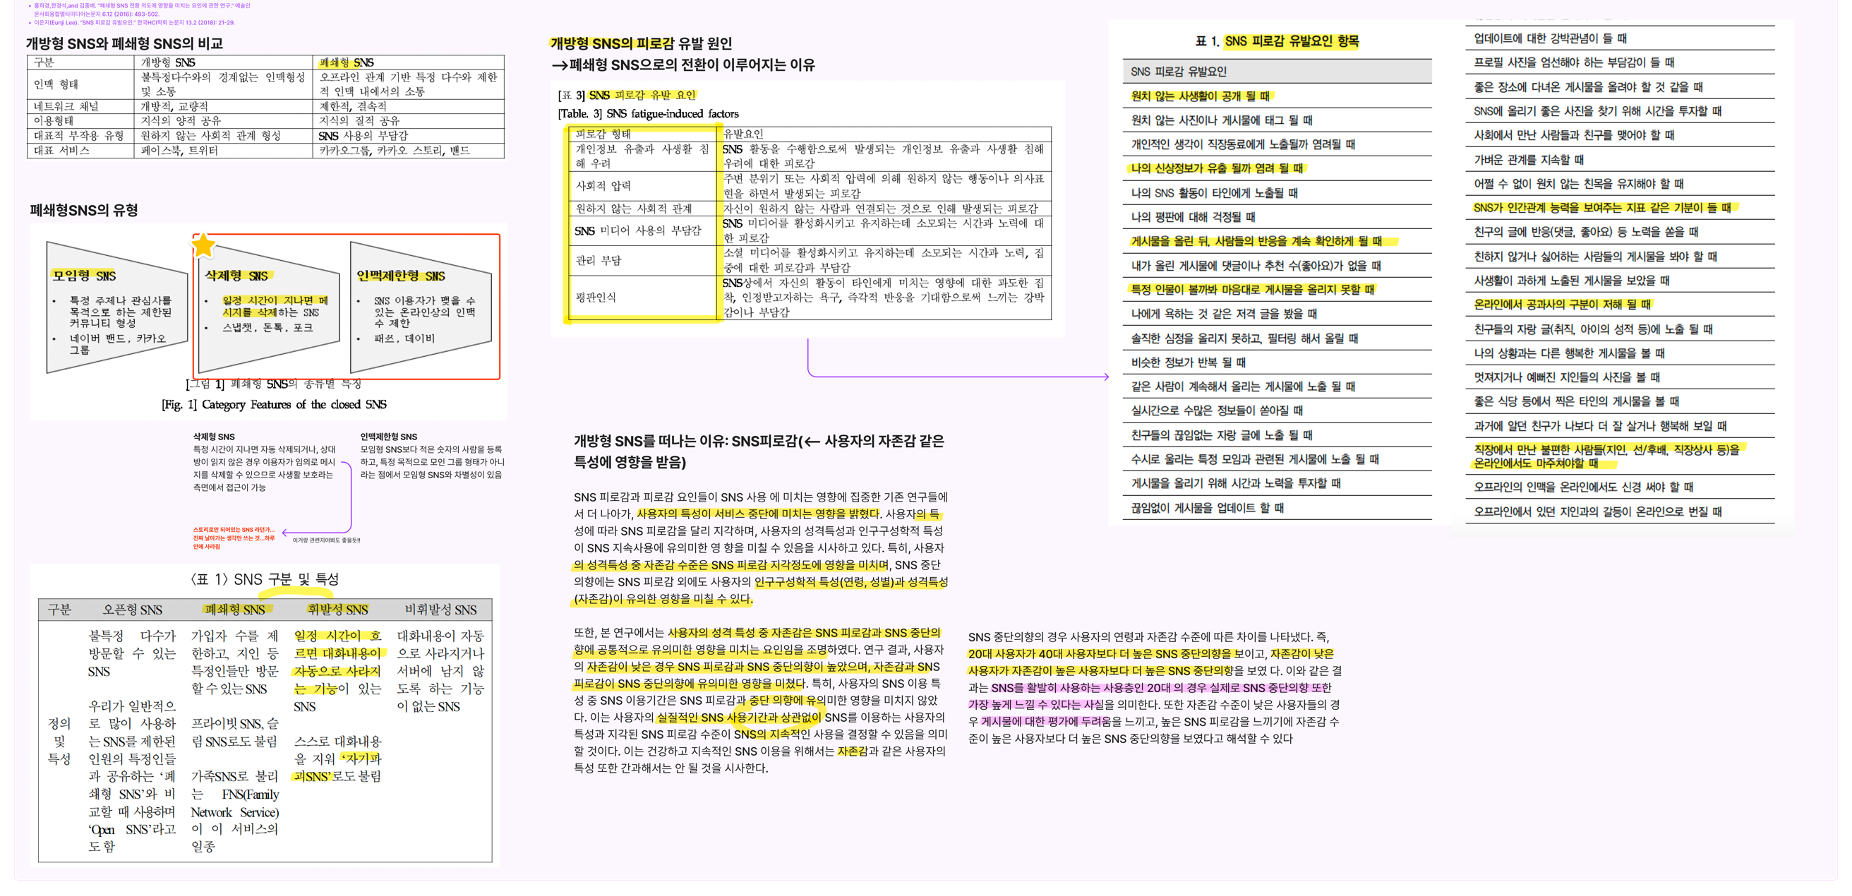 홍희경,한경석,and 김종배. "폐쇄형 SNS 전환 의도에 영향을 미치는 요인에 관한 연구." 예술인
문사회융합멀티미디어논문지 6.12 (2016): 493-502.
이은지(Eunji Lee). "SNS 피로감 유발요인." 한국HCI학회 논문지 13.2 (2018): 21-29.
개방형 SNS와 폐쇄형 SNS의 비교
구분 개방형 SNS 폐쇄형 SNS
인맥 형태 불특정다수와의 경계없는 인맥형성 및 소통 오프라인 관계 기반 특정 다수와 제한적 인맥 내에서의 소통
네트워크 채널 개방적, 교량적 제한적, 결속적
이용형태 지식의 양적 공유 지식의 질적 공유
대표적 부작용 유형 원하지 않는 사회적 관계 형성 SNS 사용의 부담감
대표 서비스 페이스북, 트위터 카카오그룹, 카카오 스토리, 밴드
폐쇄형SNS의 유형
모임형 SNS
• 특정 주제나 관심사를
목적으로 하는 제한된
커뮤니티 형성
• 네이버 밴드, 카카오
그룹
삭제형 SNS
• 일정 시간이 지나면 메
시지를 삭제하는 SNS
• 스냅챗, 돈톡, 포크
인맥제한형 SNS
• SNS 이용자가 맺을 수
있는 온라인상의 인맥
수 제한
• 패쓰, 데이비
[그림 1] 폐쇄형 SNS의 종류별 특징
[Fig. 1] Category Features of the closed SNS
삭제형 SNS
특정 시간이 지나면 자동 삭제되거나, 상대
방이 읽지 않은 경우 이용자가 임의로 메시
지를 삭제할 수 있으므로 사생활 보호라는
측면에서 접근이 가능
인맥제한형 SNS
모임형 SNS보다 적은 숫자의 사람을 등록
하고, 특정 목적으로 모인 그룹 형태가 아니
라는 점에서 모임형 SNS와 차별성이 있음
스토리로만 되어있는 SNS 라던가...
진짜 날아가는 생각만 쓰는 것...하루
안에 사라짐
이거랑 관련지어봐도 좋을듯!!
<표 1> SNS 구분 및 특성
구분 오픈형 SNS 폐쇄형 SNS 휘발성 SNS 비휘발성 SNS
정의
및
특성
불특정 다수가
방문할 수 있는
SNS
우리가 일반적으
로 많이 사용하
는 SNS를 제한된
인원의 특정인들
과 공유하는 '폐
쇄형 SNS'와 비
교할 때 사용하며
'Open SNS'라고
도 함
가입자 수를 제
한하고, 지인 등
특정인들만 방문
할 수 있는 SNS
프라이빗 SNS, 슬
림 SNS로도 불림
가족SNS로 불리
는 FNS(Family
Network Service)
이 이 서비스의
일종
일정 시간이 흐
르면 대화내용이
자동으로 사라지
는 기능이 있는
SNS
스스로 대화내용
을 지워 '자기파
괴SNS'로도 불림
대화내용이 자동
으로 사라지거나
서버에 남지 않
도록 하는 기능
이 없는 SNS
개방형 SNS의 피로감 유발 원인
→폐쇄형 SNS으로의 전환이 이루어지는 이유
[표 3] SNS 피로감 유발 요인
[Table. 3] SNS fatigue-induced factors
피로감 형태 유발요인
개인정보 유출과 사생활 침해 우려 SNS 활동을 수행함으로써 발생되는 개인정보 유출과 사생활 침해 우려에 대한 피로감
사회적 압력 주변 분위기 또는 사회적 압력에 의해 원하지 않는 행동이나 의사표현을 하면서 발생되는 피로감
원하지 않는 사회적 관계 자신이 원하지 않는 사람과 연결되는 것으로 인해 발생되는 피로감
SNS 미디어 사용의 부담감 SNS 미디어를 활성화시키고 유지하는데 소모되는 시간과 노력에 대한 피로감
관리 부담 소셜 미디어를 활성화시키고 유지하는데 소모되는 시간과 노력, 집중에 대한 피로감과 부담감
평판인식 SNS상에서 자신의 활동이 타인에게 미치는 영향에 대한 과도한 집착, 인정받고자하는 욕구, 즉각적 반응을 기대함으로써 느끼는 강박감이나 부담감
개방형 SNS를 떠나는 이유: SNS피로감(← 사용자의 자존감 같은
특성에 영향을 받음)
SNS 피로감과 피로감 요인들이 SNS 사용 에 미치는 영향에 집중한 기존 연구들에
서 더 나아가, 사용자의 특성이 서비스 중단에 미치는 영향을 밝혔다. 사용자의 특
성에 따라 SNS 피로감을 달리 지각하며, 사용자의 성격특성과 인구구성학적 특성
이 SNS 지속사용에 유의미한 영 향을 미칠 수 있음을 시사하고 있다. 특히, 사용자
의 성격특성 중 자존감 수준은 SNS 피로감 지각정도에 영향을 미치며, SNS 중단
의향에는 SNS 피로감 외에도 사용자의 인구구성학적 특성(연령, 성별)과 성격특성
(자존감)이 유의한 영향을 미칠 수 있다.
또한, 본 연구에서는 사용자의 성격 특성 중 자존감은 SNS 피로감과 SNS 중단의
향에 공통적으로 유의미한 영향을 미치는 요인임을 조명하였다. 연구 결과, 사용자
의 자존감이 낮은 경우 SNS 피로감과 SNS 중단의향이 높았으며, 자존감과 SNS
피로감이 SNS 중단의향에 유의미한 영향을 미쳤다. 특히, 사용자의 SNS 이용 특
성 중 SNS 이용기간은 SNS 피로감과 중단 의향에 유의미한 영향을 미치지 않았
다. 이는 사용자의 실질적인 SNS 사용기간과 상관없이 SNS를 이용하는 사용자의
특성과 지각된 SNS 피로감 수준이 SNS의 지속적인 사용을 결정할 수 있음을 의미
할 것이다. 이는 건강하고 지속적인 SNS 이용을 위해서는 자존감과 같은 사용자의
특성 또한 간과해서는 안 될 것을 시사한다.
SNS 중단의향의 경우 사용자의 연령과 자존감 수준에 따른 차이를 나타냈다. 즉,
20대 사용자가 40대 사용자보다 더 높은 SNS 중단의향을 보이고, 자존감이 낮은
사용자가 자존감이 높은 사용자보다 더 높은 SNS 중단의향을 보였 다. 이와 같은 결
과는 SNS를 활발히 사용하는 사용층인 20대 의 경우 실제로 SNS 중단의향 또한
가장 높게 느낄 수 있다는 사실을 의미한다. 또한 자존감 수준이 낮은 사용자들의 경
우 게시물에 대한 평가에 두려움을 느끼고, 높은 SNS 피로감을 느끼기에 자존감 수
준이 높은 사용자보다 더 높은 SNS 중단의향을 보였다고 해석할 수 있다
표 1. SNS 피로감 유발요인 항목
SNS 피로감 유발요인
원치 않는 사생활이 공개 될 때
원치 않는 사진이나 게시물에 태그 될 때
개인적인 생각이 직장동료에게 노출될까 염려될 때
나의 신상정보가 유출 될까 염려 될 때
나의 SNS 활동이 타인에게 노출될 때
나의 평판에 대해 걱정될 때
게시물을 올린 뒤, 사람들의 반응을 계속 확인하게 될 때
내가 올린 게시물에 댓글이나 추천 수(좋아요)가 없을 때
특정 인물이 볼까봐 마음대로 게시물을 올리지 못할 때
나에게 욕하는 것 같은 저격 글을 봤을 때
솔직한 심정을 올리지 못하고, 필터링 해서 올릴 때
비슷한 정보가 반복 될 때
같은 사람이 계속해서 올리는 게시물에 노출 될 때
실시간으로 수많은 정보들이 쏟아질 때
친구들의 끊임없는 자랑 글에 노출 될 때
수시로 올리는 특정 모임과 관련된 게시물에 노출 될 때
게시물을 올리기 위해 시간과 노력을 투자할 때
끊임없이 게시물을 업데이트 할 때
업데이트에 대한 강박관념이 들 때
프로필 사진을 엄선해야 하는 부담감이 들 때
좋은 장소에 다녀온 게시물을 올려야 할 것 같을 때
SNS에 올리기 좋은 사진을 찾기 위해 시간을 투자할 때
사회에서 만난 사람들과 친구를 맺어야 할 때
가벼운 관계를 지속할 때
어쩔 수 없이 원치 않는 친목을 유지해야 할 때
SNS가 인간관계 능력을 보여주는 지표 같은 기분이 들 때
친구의 글에 반응(댓글, 좋아요) 등 노력을 쏟을 때
친하지 않거나 싫어하는 사람들의 게시물을 봐야 할 때
사생활이 과하게 노출된 게시물을 보았을 때
온라인에서 공과사의 구분이 저해 될 때
친구들의 자랑 글(취직, 아이의 성적 등)에 노출 될 때
나의 상황과는 다른 행복한 게시물을 볼 때
멋져지거나 예뻐진 지인들의 사진을 볼 때
좋은 식당 등에서 찍은 타인의 게시물을 볼 때
과거에 알던 친구가 나보다 더 잘 살거나 행복해 보일 때
직장에서 만난 불편한 사람들(지인, 선/후배, 직장상사 등)을
온라인에서도 마주쳐야할 때
오프라인의 인맥을 온라인에서도 신경 써야 할 때
오프라인에서 있던 지인과의 갈등이 온라인으로 번질 때